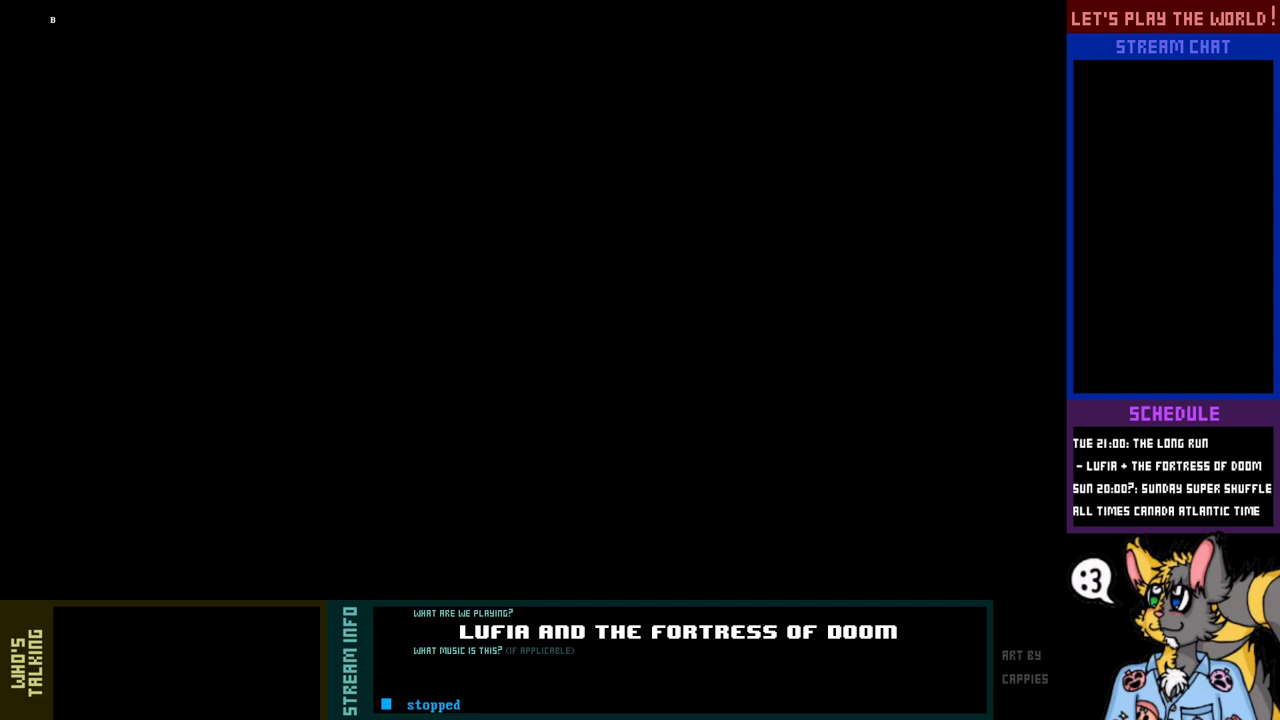 B
LET'S PLAY THE WORLD!
STREAM CHAT
SCHEDULE
TUE 21:00: THE LONG RUN
- LUFIA + THE FORTRESS OF DOOM
SUN 20:00?: SUNDAY SUPER SHUFFLE
ALL TIMES CANADA ATLANTIC TIME
:3
WHO'S
TALKING
STREAM INFO
WHAT ARE WE PLAYING?
LUFIA AND THE FORTRESS OF DOOM
WHAT MUSIC IS THIS? (IF APPLICABLE)
stopped
ART BY
CAPPIES